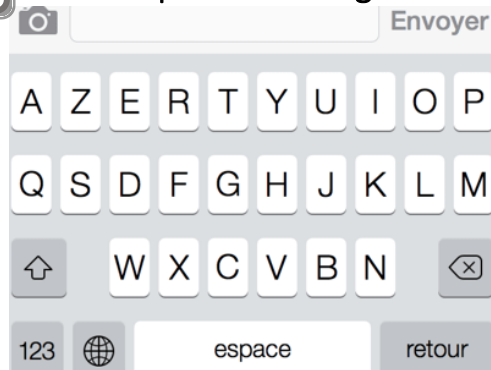 Envoyer
A Z E R T Y U I O P
Q S D F G H J K L M
W X C V B N
123 espace retour